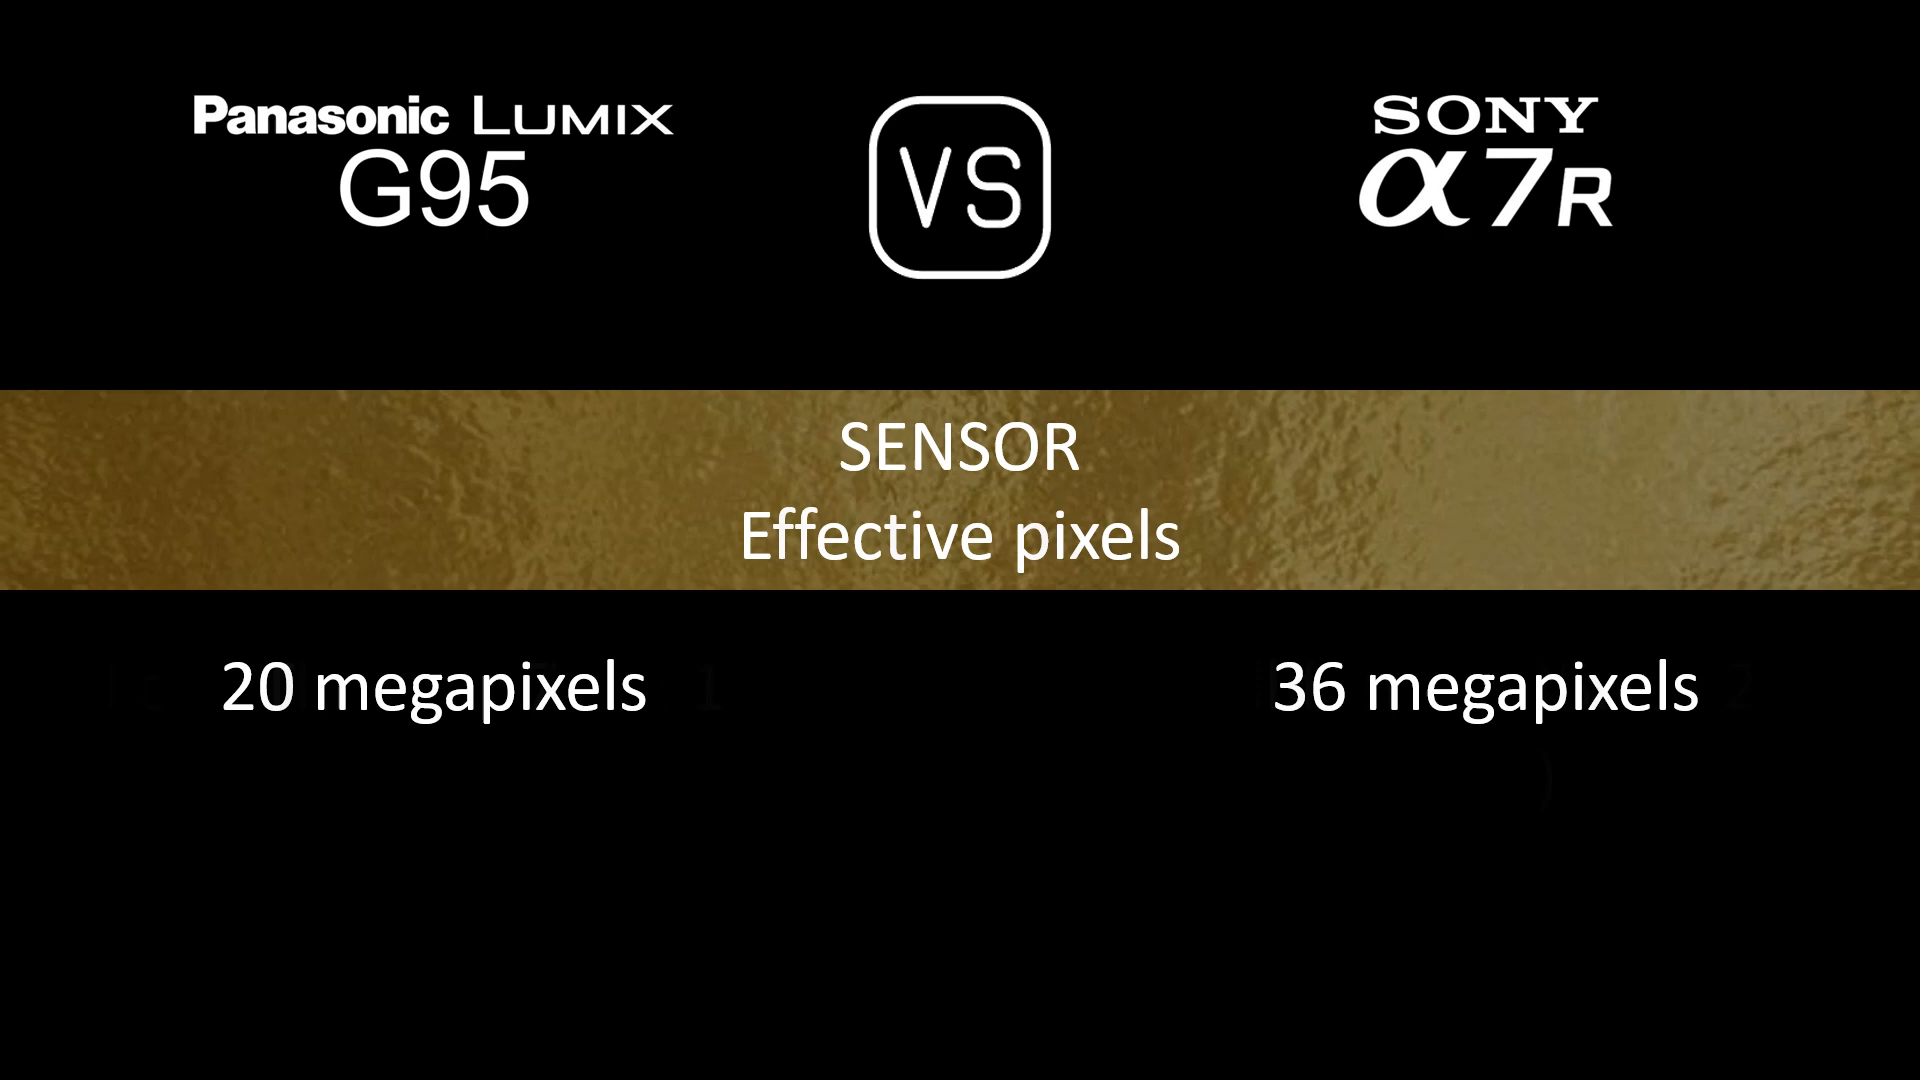 Panasonic LUMIX
G95
VS
SONY
α7R
SENSOR
Effective pixels
20 megapixels
36 megapixels